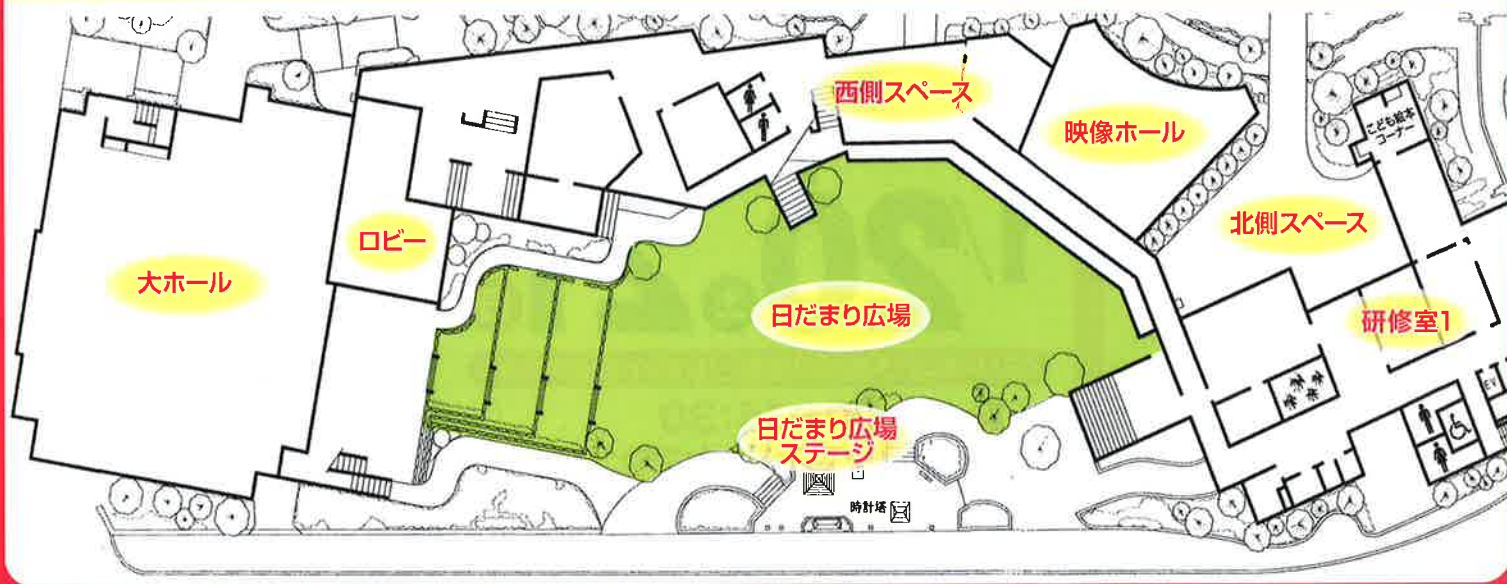 西側スペース
映像ホール
こども絵本
コーナー
ロビー
北側スペース
大ホール
日だまり広場
研修室1
EV
日だまり広場
ステージ
時計塔